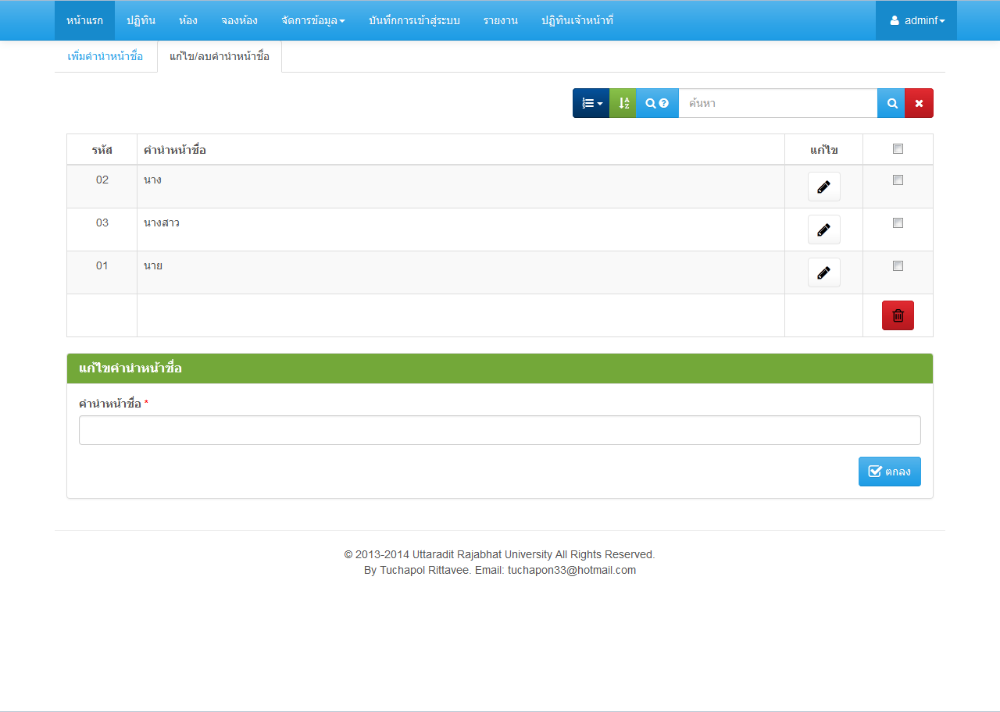 หน้าแรก ปฏิทิน ห้อง จองห้อง จัดการข้อมูล บันทึกการเข้าสู่ระบบ รายงาน ปฏิทินเจ้าหน้าที่ adminf
เพิ่มคำนำหน้าชื่อ แก้ไข/ลบคำนำหน้าชื่อ
ค้นหา
รหัส คำนำหน้าชื่อ แก้ไข
02 นาง
03 นางสาว
01 นาย
แก้ไขคำนำหน้าชื่อ
คำนำหน้าชื่อ *
ตกลง
© 2013-2014 Uttaradit Rajabhat University All Rights Reserved.
By Tuchapol Rittavee. Email: tuchapon33@hotmail.com